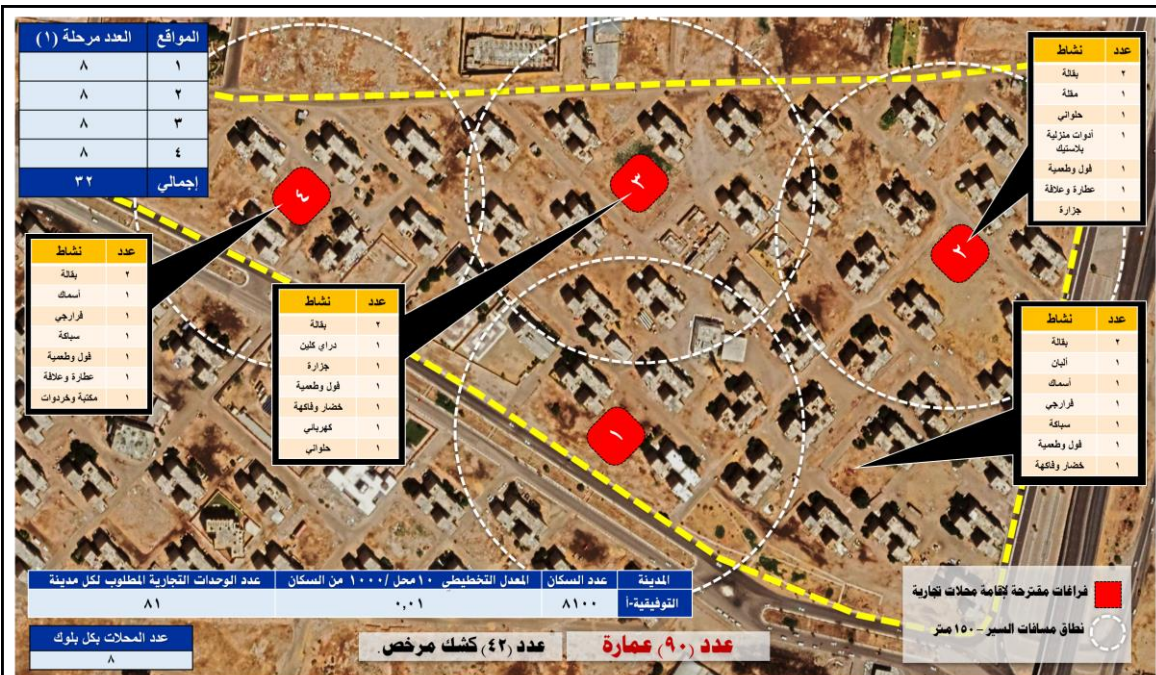 المواقع العدد مرحلة (١)
١ ٨
٢ ٨
٣ ٨
٤ ٨
إجمالي ٣٢
عدد نشاط
٢ بقالة
١ مقلة
١ حلواني
١ أدوات منزلية
بلاستيك
١ فول وطعمية
١ عطارة وعلافة
١ جزارة
٤
٣
٢
١
عدد نشاط
٢ بقالة
١ أسماك
١ فرارجي
١ سباكة
١ فول وطعمية
١ عطارة وعلافة
١ مكتبة وخردوات
عدد نشاط
٢ بقالة
١ دراي كلين
١ جزارة
١ فول وطعمية
١ خضار وفاكهة
١ كهربائي
١ حلواني
عدد نشاط
٢ بقالة
١ ألبان
١ أسماك
١ فرارجي
١ سباكة
١ فول وطعمية
١ خضار وفاكهة
المدينة عدد السكان المعدل التخطيطي ١٠ محل /١٠٠٠ من السكان عدد الوحدات التجارية المطلوب لكل مدينة
التوفيقية-أ ٨١٠٠ ٠,٠١ ٨١
عدد المحلات بكل بلوك
٨
عدد (٩٠) عمارة
عدد (٤٢) كشك مرخص.
فراغات مقترحة لإقامة محلات تجارية
نطاق مسافات السير – ١٥٠ متر